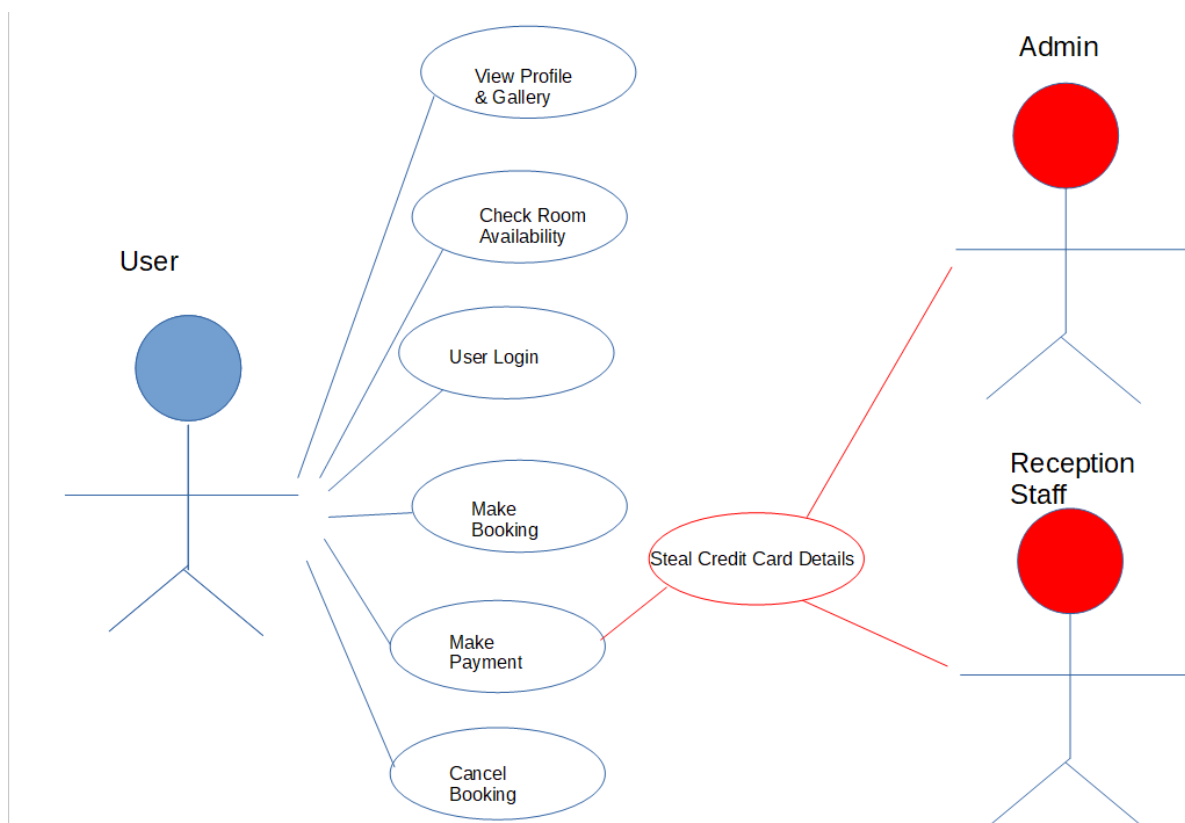 Admin
View Profile
& Gallery
Check Room
Availability
User
User Login
Reception
Staff
Make
Booking
Steal Credit Card Details
Make
Payment
Cancel
Booking